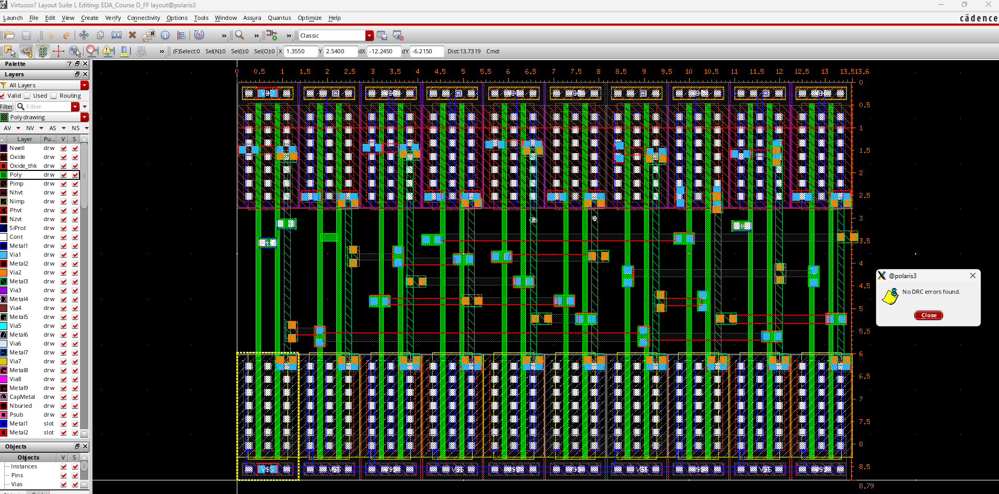 Virtuoso? Layout Suite L Editing: EDA_Course D_FF layout@polaris3
Launch File Edit View Create Verify Connectivity Options Tools Window Assura Quantus Optimize Help
cādence
Classic
(F)Select:0 Sel(N):0 Sel(I):0 Sel(O):0 X 1.3550 Y 2.5400 dX -12.2450 dY -6.2150 Dist:13.7319 Cmd:
Palette
Layers
All Layers
Valid Used Routing
Filter Filter
Poly drawing
AV NV AS NS
Layer Pu... V S
Nwell drw
Oxide drw
Oxide_thk drw
Poly drw
Pimp drw
Nhvt drw
Nimp drw
Phvt drw
Nzvt drw
SiProt drw
Cont drw
Metal1 drw
Via1 drw
Metal2 drw
Via2 drw
Metal3 drw
Via3 drw
Metal4 drw
Via4 drw
Metal5 drw
Via5 drw
Metal6 drw
Via6 drw
Metal7 drw
Via7 drw
Metal8 drw
Via8 drw
Metal9 drw
CapMetal drw
Nburied drw
Psub drw
Metal1 slot
Metal2 slot
Objects
Objects V S
Instances
Pins
Vias
0 0.5 1 1.5 2 2.5 3 3.5 4 4.5 5 5.5 6 6.5 7 7.5 8 8.5 9 9.5 10 10.5 11 11.5 12 12.5 13 13.513.6
0
0.5
1
1.5
2
2.5
3
3.5
4
4.5
5
5.5
6
6.5
7
7.5
8
8.5
8.79
VDD
VSS
@polaris3
No DRC errors found.
Close